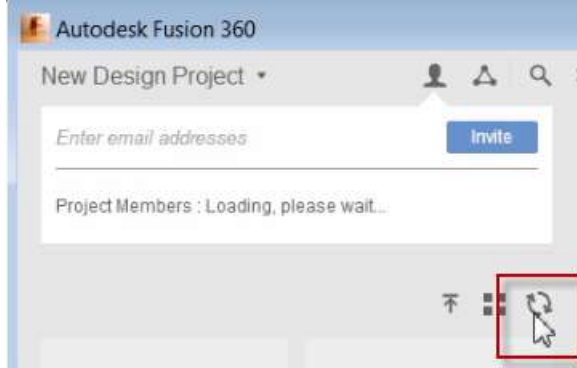 Autodesk Fusion 360
New Design Project
Enter email addresses
Invite
Project Members : Loading, please wait...